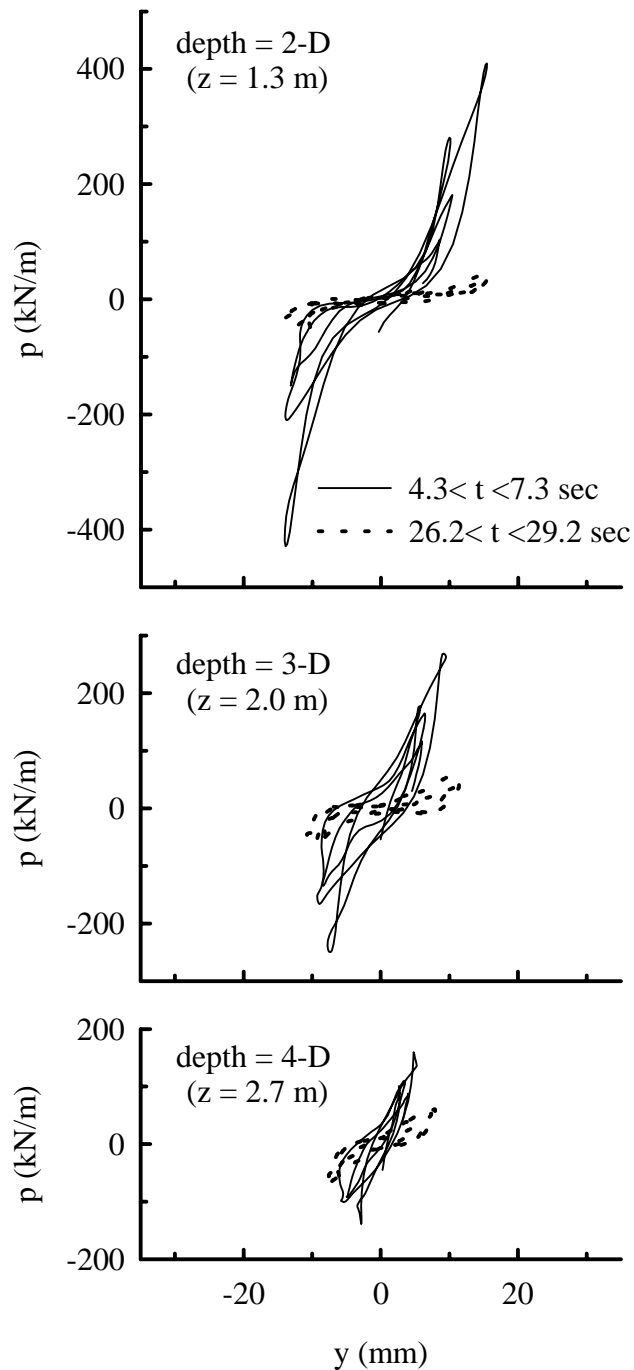 depth = 2-D
(z = 1.3 m)
400
200
0
-200
-400
p (kN/m)
4.3< t <7.3 sec
26.2< t <29.2 sec
depth = 3-D
(z = 2.0 m)
200
0
-200
p (kN/m)
depth = 4-D
(z = 2.7 m)
200
0
-200
p (kN/m)
-20 0 20
y (mm)